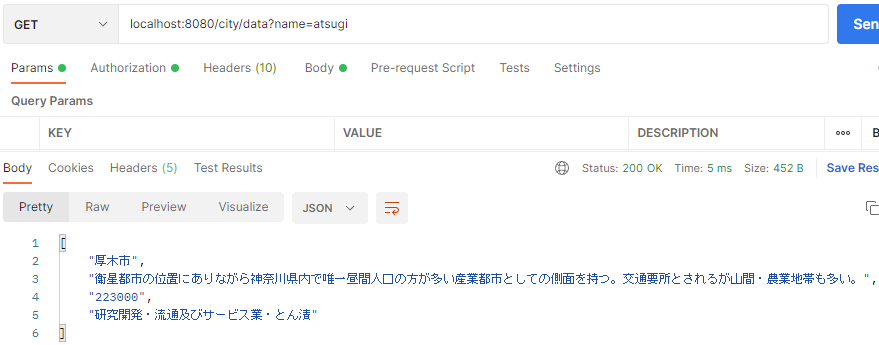 GET localhost:8080/city/data?name=atsugi
Params Authorization Headers (10) Body Pre-request Script Tests Settings
Query Params
KEY VALUE DESCRIPTION
Body Cookies Headers (5) Test Results Status: 200 OK Time: 5 ms Size: 452 B
Pretty Raw Preview Visualize JSON
1 [
2 "厚木市",
3 "衛星都市の位置にありながら神奈川県内で唯一昼間人口の方が多い産業都市としての側面を持つ。交通要所とされるが山間・農業地帯も多い。",
4 "223000",
5 "研究開発・流通及びサービス業・とん漬"
6 ]